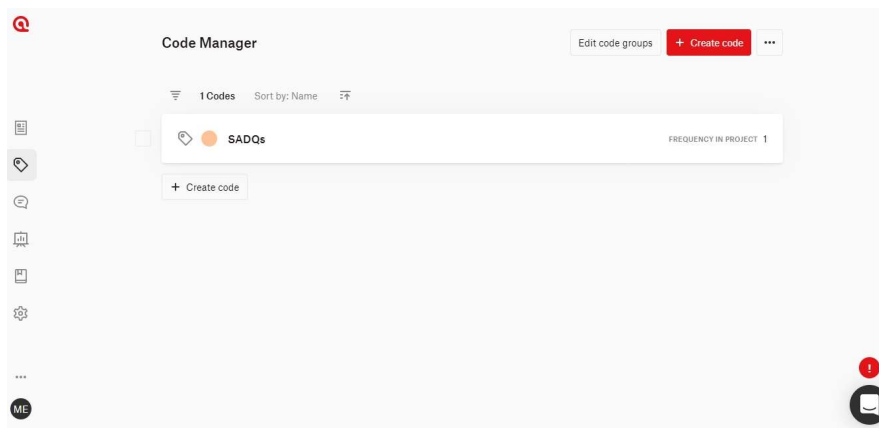 Code Manager
Edit code groups
+ Create code
1 Codes
Sort by: Name
SADQs
FREQUENCY IN PROJECT 1
+ Create code
!
ME